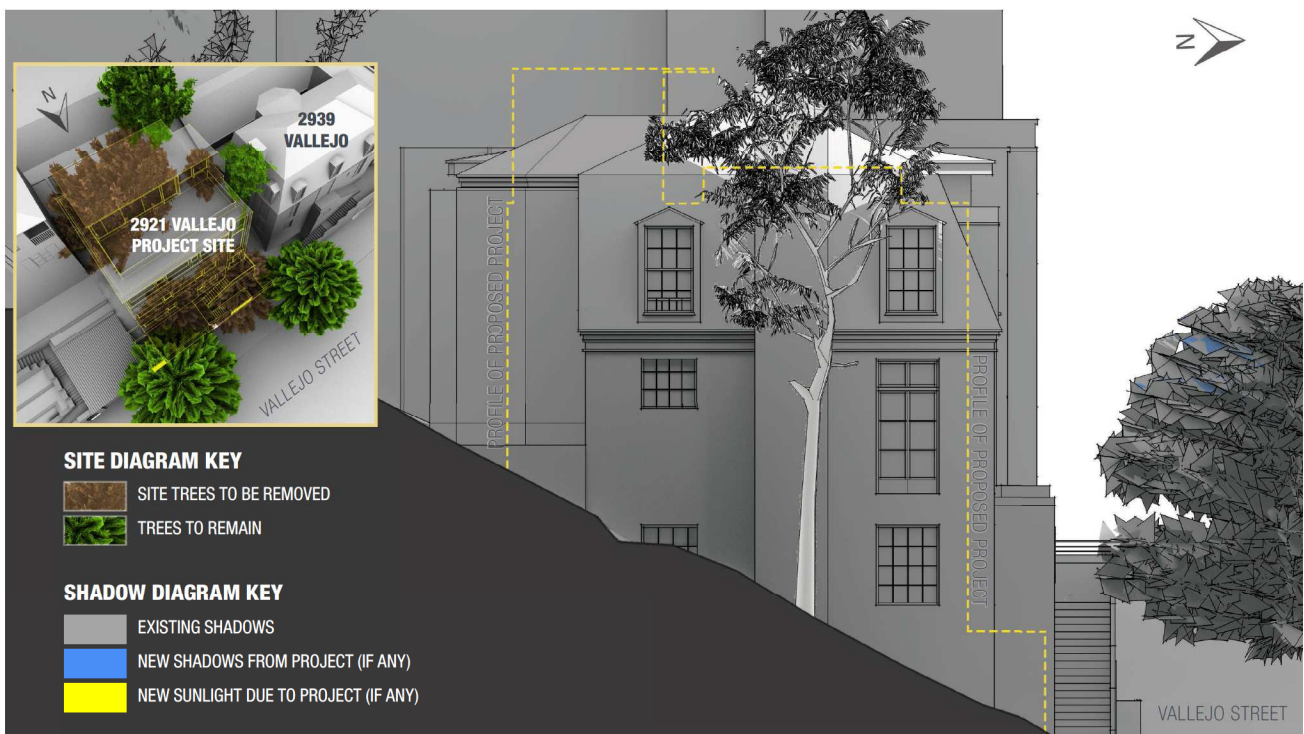 N
N
2939
VALLEJO
2921 VALLEJO
PROJECT SITE
VALLEJO STREET
PROFILE OF PROPOSED PROJECT
PROFILE OF PROPOSED PROJECT
SITE DIAGRAM KEY
SITE TREES TO BE REMOVED
TREES TO REMAIN
SHADOW DIAGRAM KEY
EXISTING SHADOWS
NEW SHADOWS FROM PROJECT (IF ANY)
NEW SUNLIGHT DUE TO PROJECT (IF ANY)
VALLEJO STREET